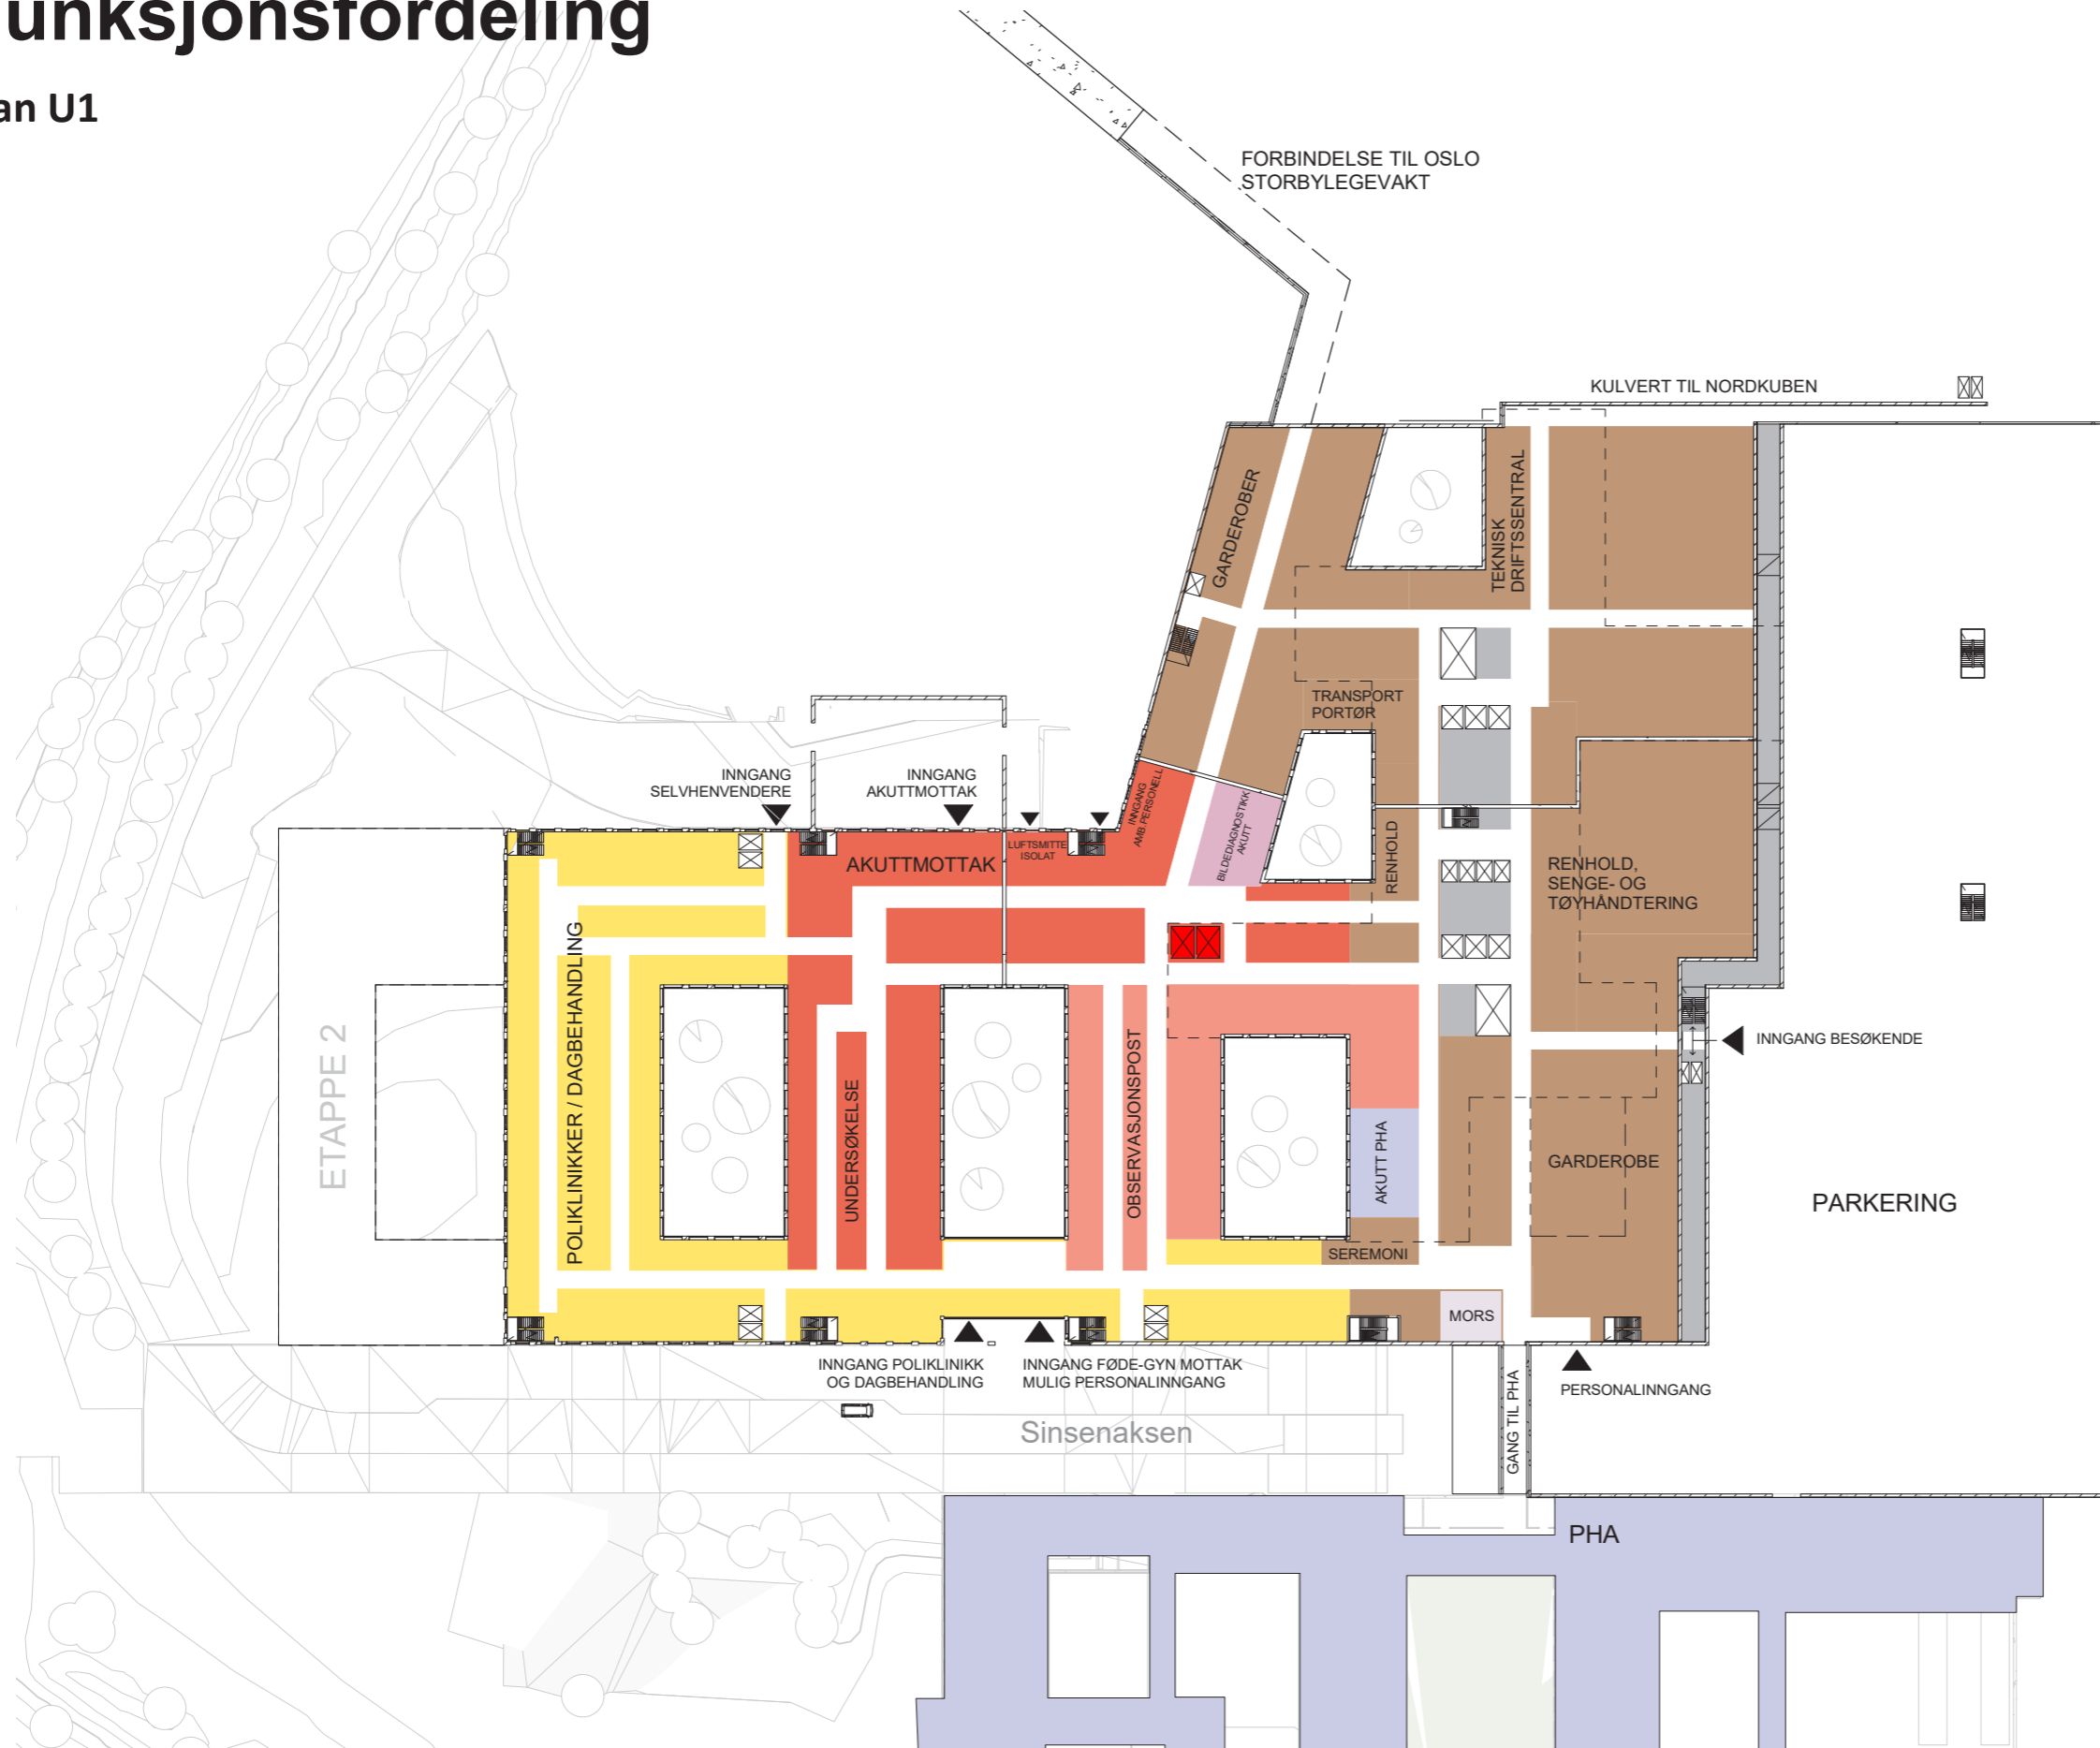 unksjonsfordeling
an U1
FORBINDELSE TIL OSLO
STORBYLEGEVAKT
KULVERT TIL NORDKUBEN
GARDEROBER
TEKNISK
DRIFTSSENTRAL
TRANSPORT
PORTØR
INNGANG
SELVHENVENDERE
INNGANG
AKUTTMOTTAK
INNGANG
AMB.PERSONELL
BILDEDIAGNOSTIKK
AKUTT
LUFTSMITTE
ISOLAT
AKUTTMOTTAK
RENHOLD
RENHOLD,
SENGE- OG
TØYHÅNDTERING
ETAPPE 2
POLIKLINIKKER / DAGBEHANDLING
UNDERSØKELSE
OBSERVASJONSPOST
AKUTT PHA
INNGANG BESØKENDE
GARDEROBE
PARKERING
SEREMONI
MORS
INNGANG POLIKLINIKK
OG DAGBEHANDLING
INNGANG FØDE-GYN MOTTAK
MULIG PERSONALINNGANG
PERSONALINNGANG
GANG TIL PHA
Sinsenaksen
PHA